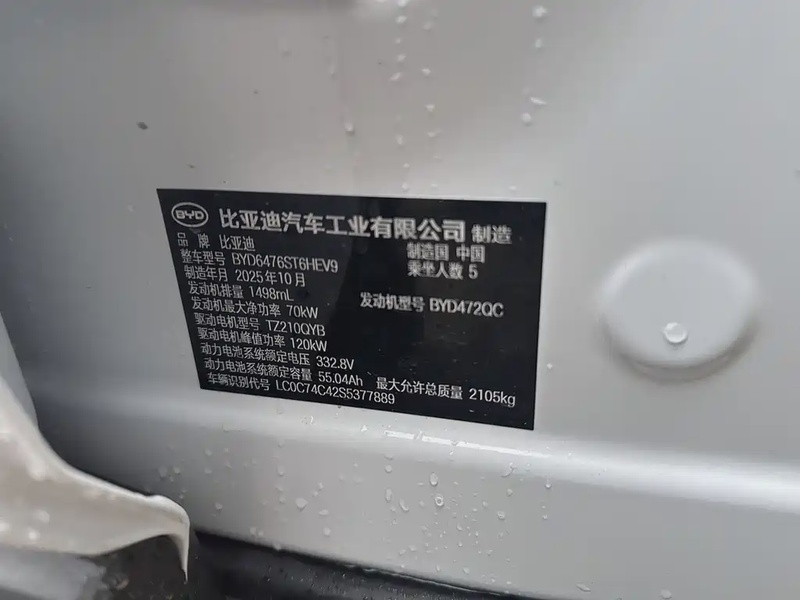 BYD 比亚迪汽车工业有限公司 制造
品 牌 比亚迪 制造国 中国
整车型号 BYD6476ST6HEV9 乘坐人数 5
制造年月 2025年10月
发动机排量 1498mL 发动机型号 BYD472QC
发动机最大净功率 70kW
驱动电机型号 TZ210QYB
驱动电机峰值功率 120kW
动力电池系统额定电压 332.8V
动力电池系统额定容量 55.04Ah 最大允许总质量 2105kg
车辆识别代号 LC0C74C42S5377889